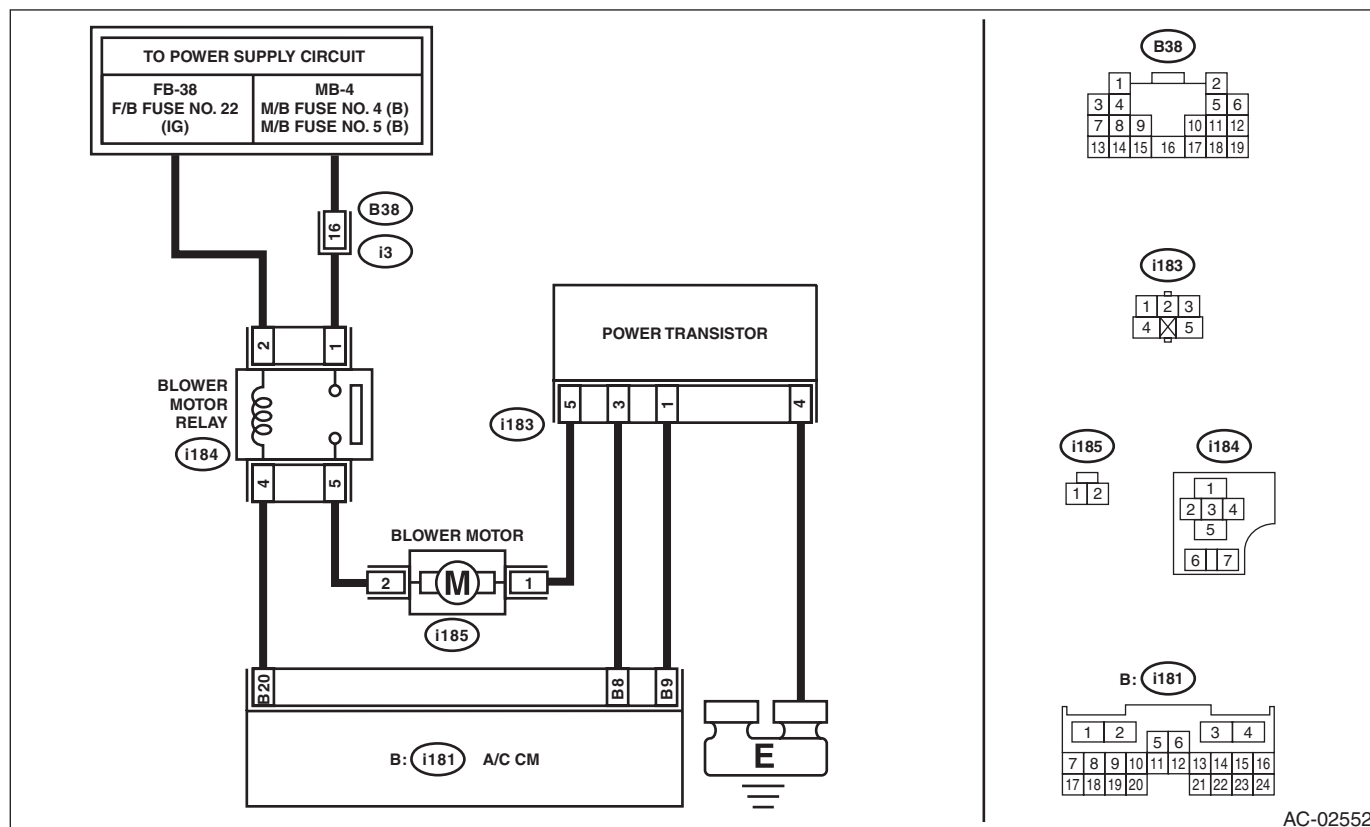 TO POWER SUPPLY CIRCUIT
FB-38
F/B FUSE NO. 22
(IG)
MB-4
M/B FUSE NO. 4 (B)
M/B FUSE NO. 5 (B)
B38
16
i3
2 1
BLOWER
MOTOR
RELAY
i184
4 5
POWER TRANSISTOR
5 3 1 4
i183
BLOWER MOTOR
2 M 1
i185
B20 B8 B9
B: i181 A/C CM
E
B38
1 2
3 4 5 6
7 8 9 10 11 12
13 14 15 16 17 18 19
i183
1 2 3
4 5
i185
1 2
i184
1
2 3 4
5
6 7
B: i181
1 2 3 4
5 6
7 8 9 10 11 12 13 14 15 16
17 18 19 20 21 22 23 24
AC-02552